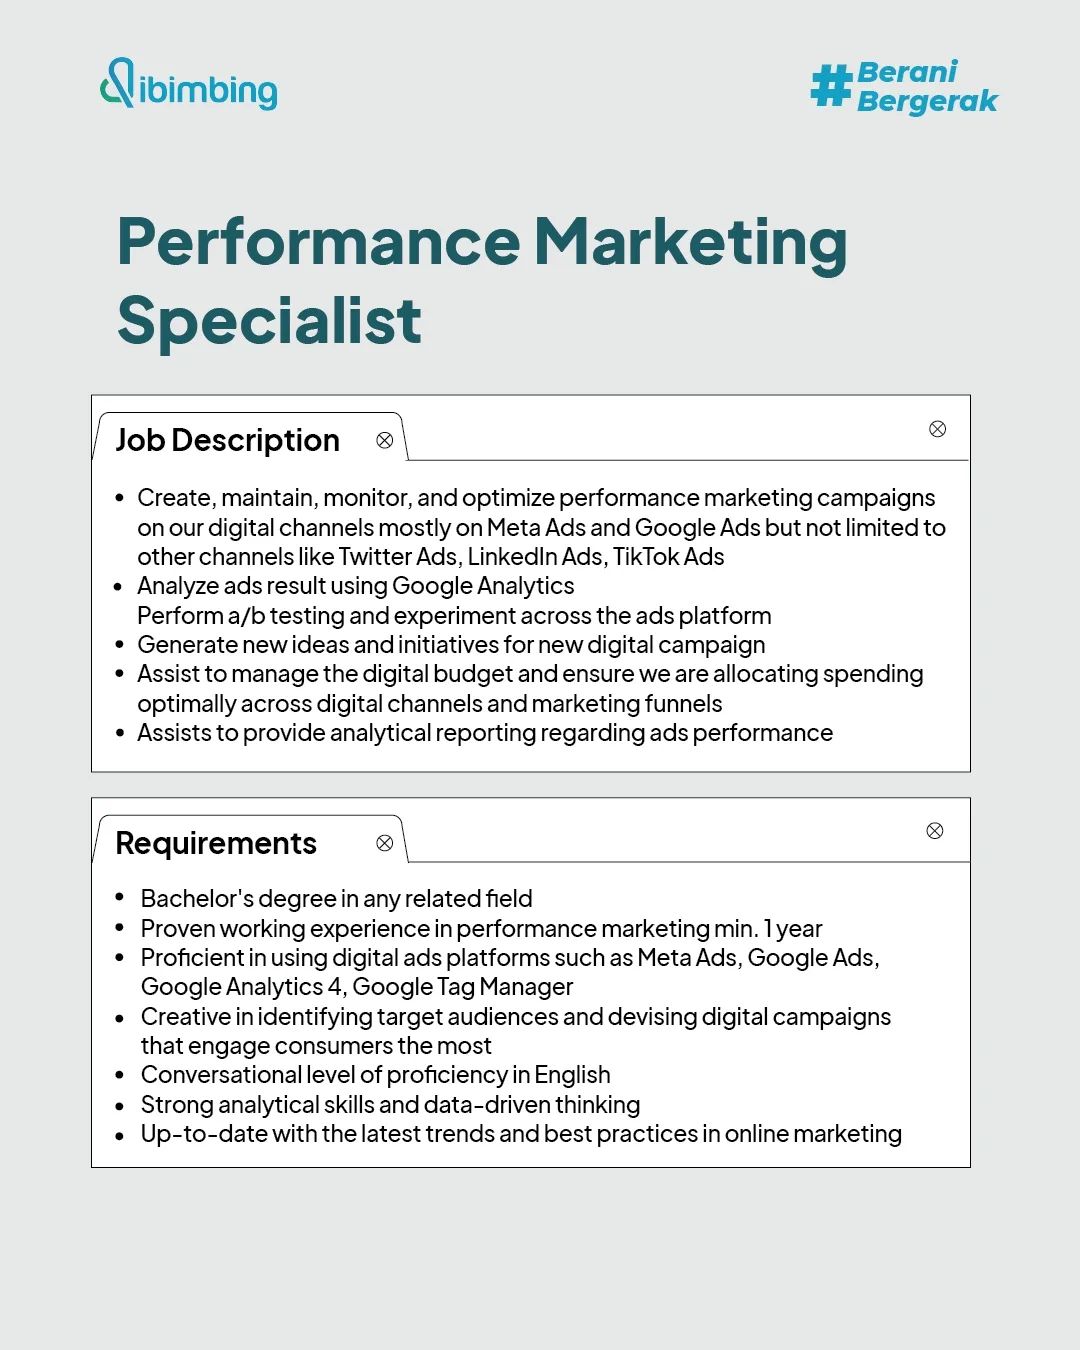 dibimbing
#Berani
Bergerak
Performance Marketing
Specialist
Job Description
• Create, maintain, monitor, and optimize performance marketing campaigns
on our digital channels mostly on Meta Ads and Google Ads but not limited to
other channels like Twitter Ads, LinkedIn Ads, TikTok Ads
• Analyze ads result using Google Analytics
Perform a/b testing and experiment across the ads platform
• Generate new ideas and initiatives for new digital campaign
• Assist to manage the digital budget and ensure we are allocating spending
optimally across digital channels and marketing funnels
• Assists to provide analytical reporting regarding ads performance
Requirements
• Bachelor's degree in any related field
• Proven working experience in performance marketing min. 1 year
• Proficient in using digital ads platforms such as Meta Ads, Google Ads,
Google Analytics 4, Google Tag Manager
• Creative in identifying target audiences and devising digital campaigns
that engage consumers the most
• Conversational level of proficiency in English
• Strong analytical skills and data-driven thinking
• Up-to-date with the latest trends and best practices in online marketing